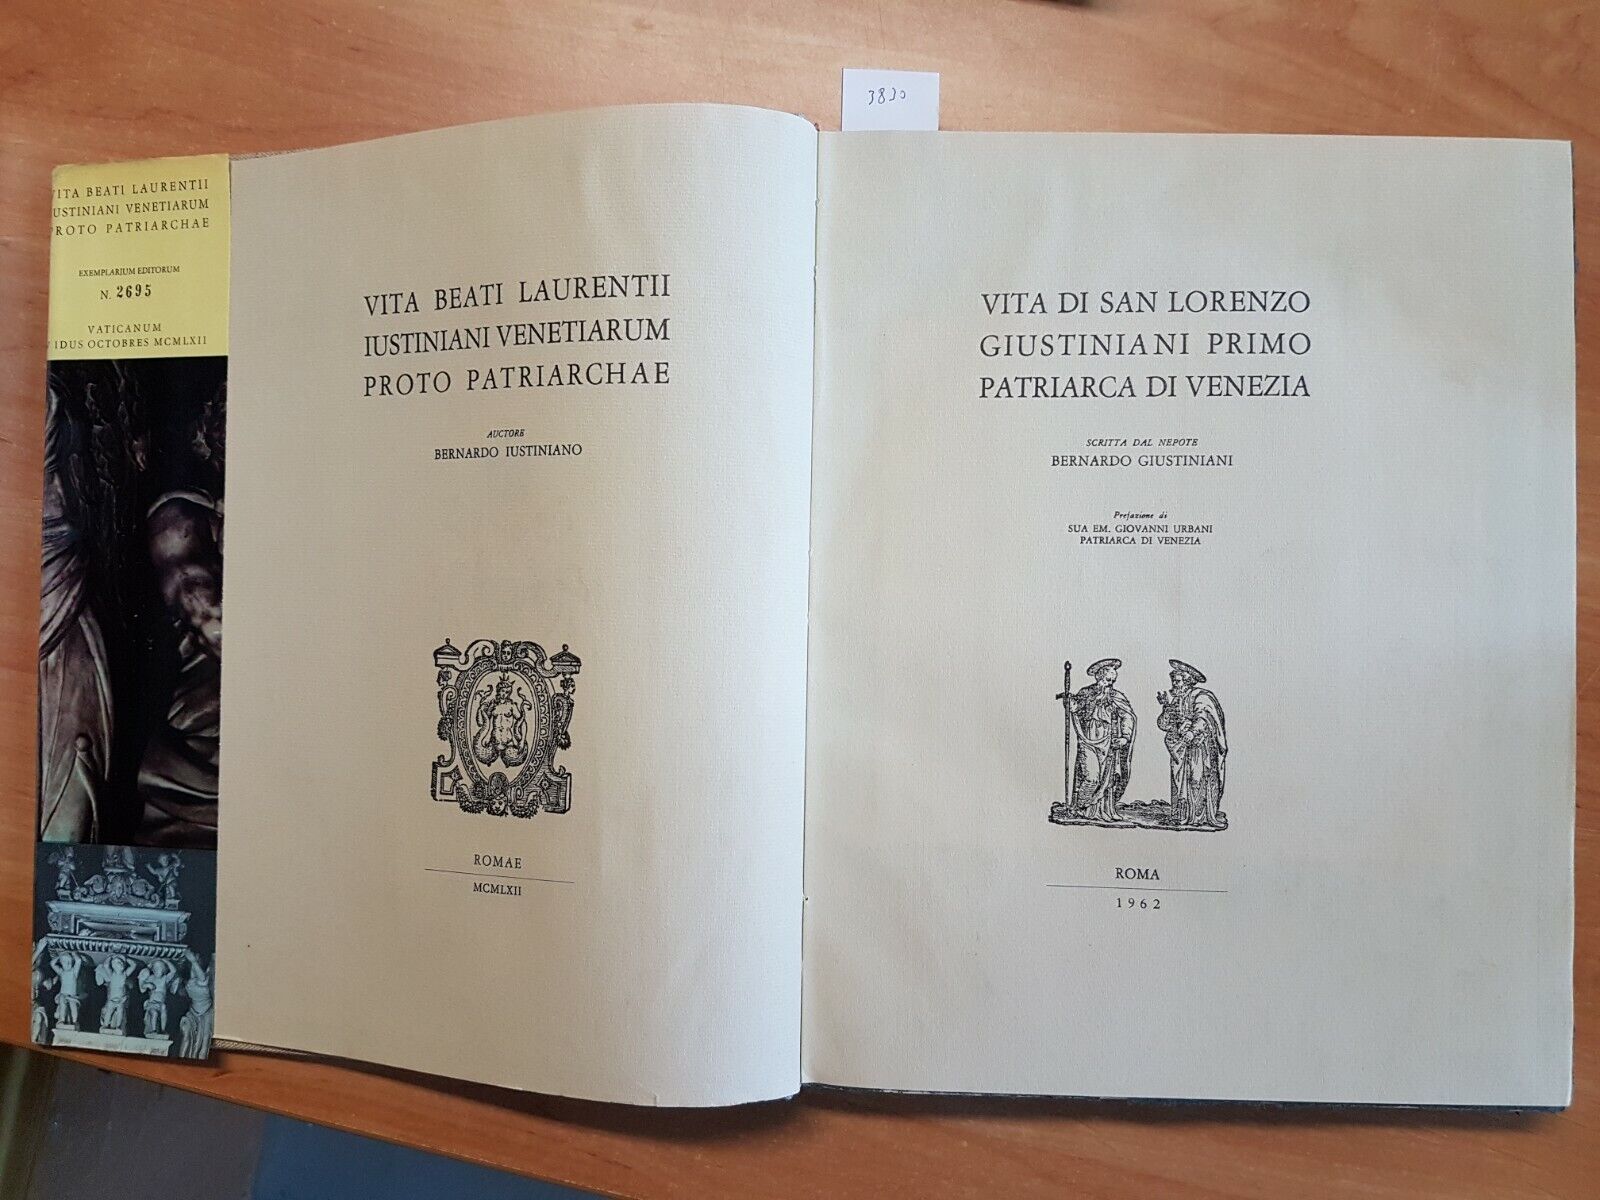 3830
VITA BEATI LAURENTII
IUSTINIANI VENETIARUM
PROTO PATRIARCHAE
EXEMPLARIUM EDITORUM
N. 2695
VATICANUM
IDUS OCTOBRES MCMLXII
VITA BEATI LAURENTII
IUSTINIANI VENETIARUM
PROTO PATRIARCHAE
AUCTORE
BERNARDO IUSTINIANO
ROMAE
MCMLXII
VITA DI SAN LORENZO
GIUSTINIANI PRIMO
PATRIARCA DI VENEZIA
SCRITTA DAL NEPOTE
BERNARDO GIUSTINIANI
Prefazione di
SUA EM. GIOVANNI URBANI
PATRIARCA DI VENEZIA
ROMA
1962